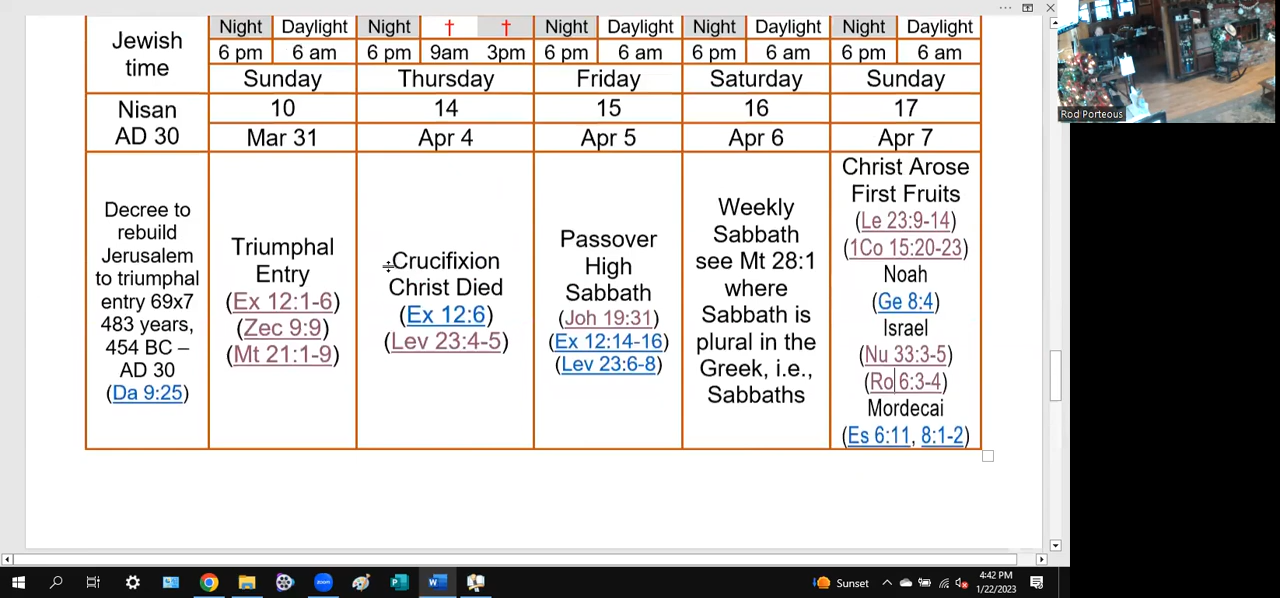 Jewish time
Night Daylight Night † † Night Daylight Night Daylight Night Daylight
6 pm 6 am 6 pm 9am 3pm 6 pm 6 am 6 pm 6 am 6 pm 6 am
Sunday Thursday Friday Saturday Sunday
Nisan 10 14 15 16 17
AD 30 Mar 31 Apr 4 Apr 5 Apr 6 Apr 7
Decree to
rebuild
Jerusalem
to triumphal
entry 69x7
483 years,
454 BC –
AD 30
(Da 9:25)
Triumphal
Entry
(Ex 12:1-6)
(Zec 9:9)
(Mt 21:1-9)
Crucifixion
Christ Died
(Ex 12:6)
(Lev 23:4-5)
Passover
High
Sabbath
(Joh 19:31)
(Ex 12:14-16)
(Lev 23:6-8)
Weekly
Sabbath
see Mt 28:1
where
Sabbath is
plural in the
Greek, i.e.,
Sabbaths
Christ Arose
First Fruits
(Le 23:9-14)
(1Co 15:20-23)
Noah
(Ge 8:4)
Israel
(Nu 33:3-5)
(Ro 6:3-4)
Mordecai
(Es 6:11, 8:1-2)
Rod Porteous
Sunset
4:42 PM
1/22/2023